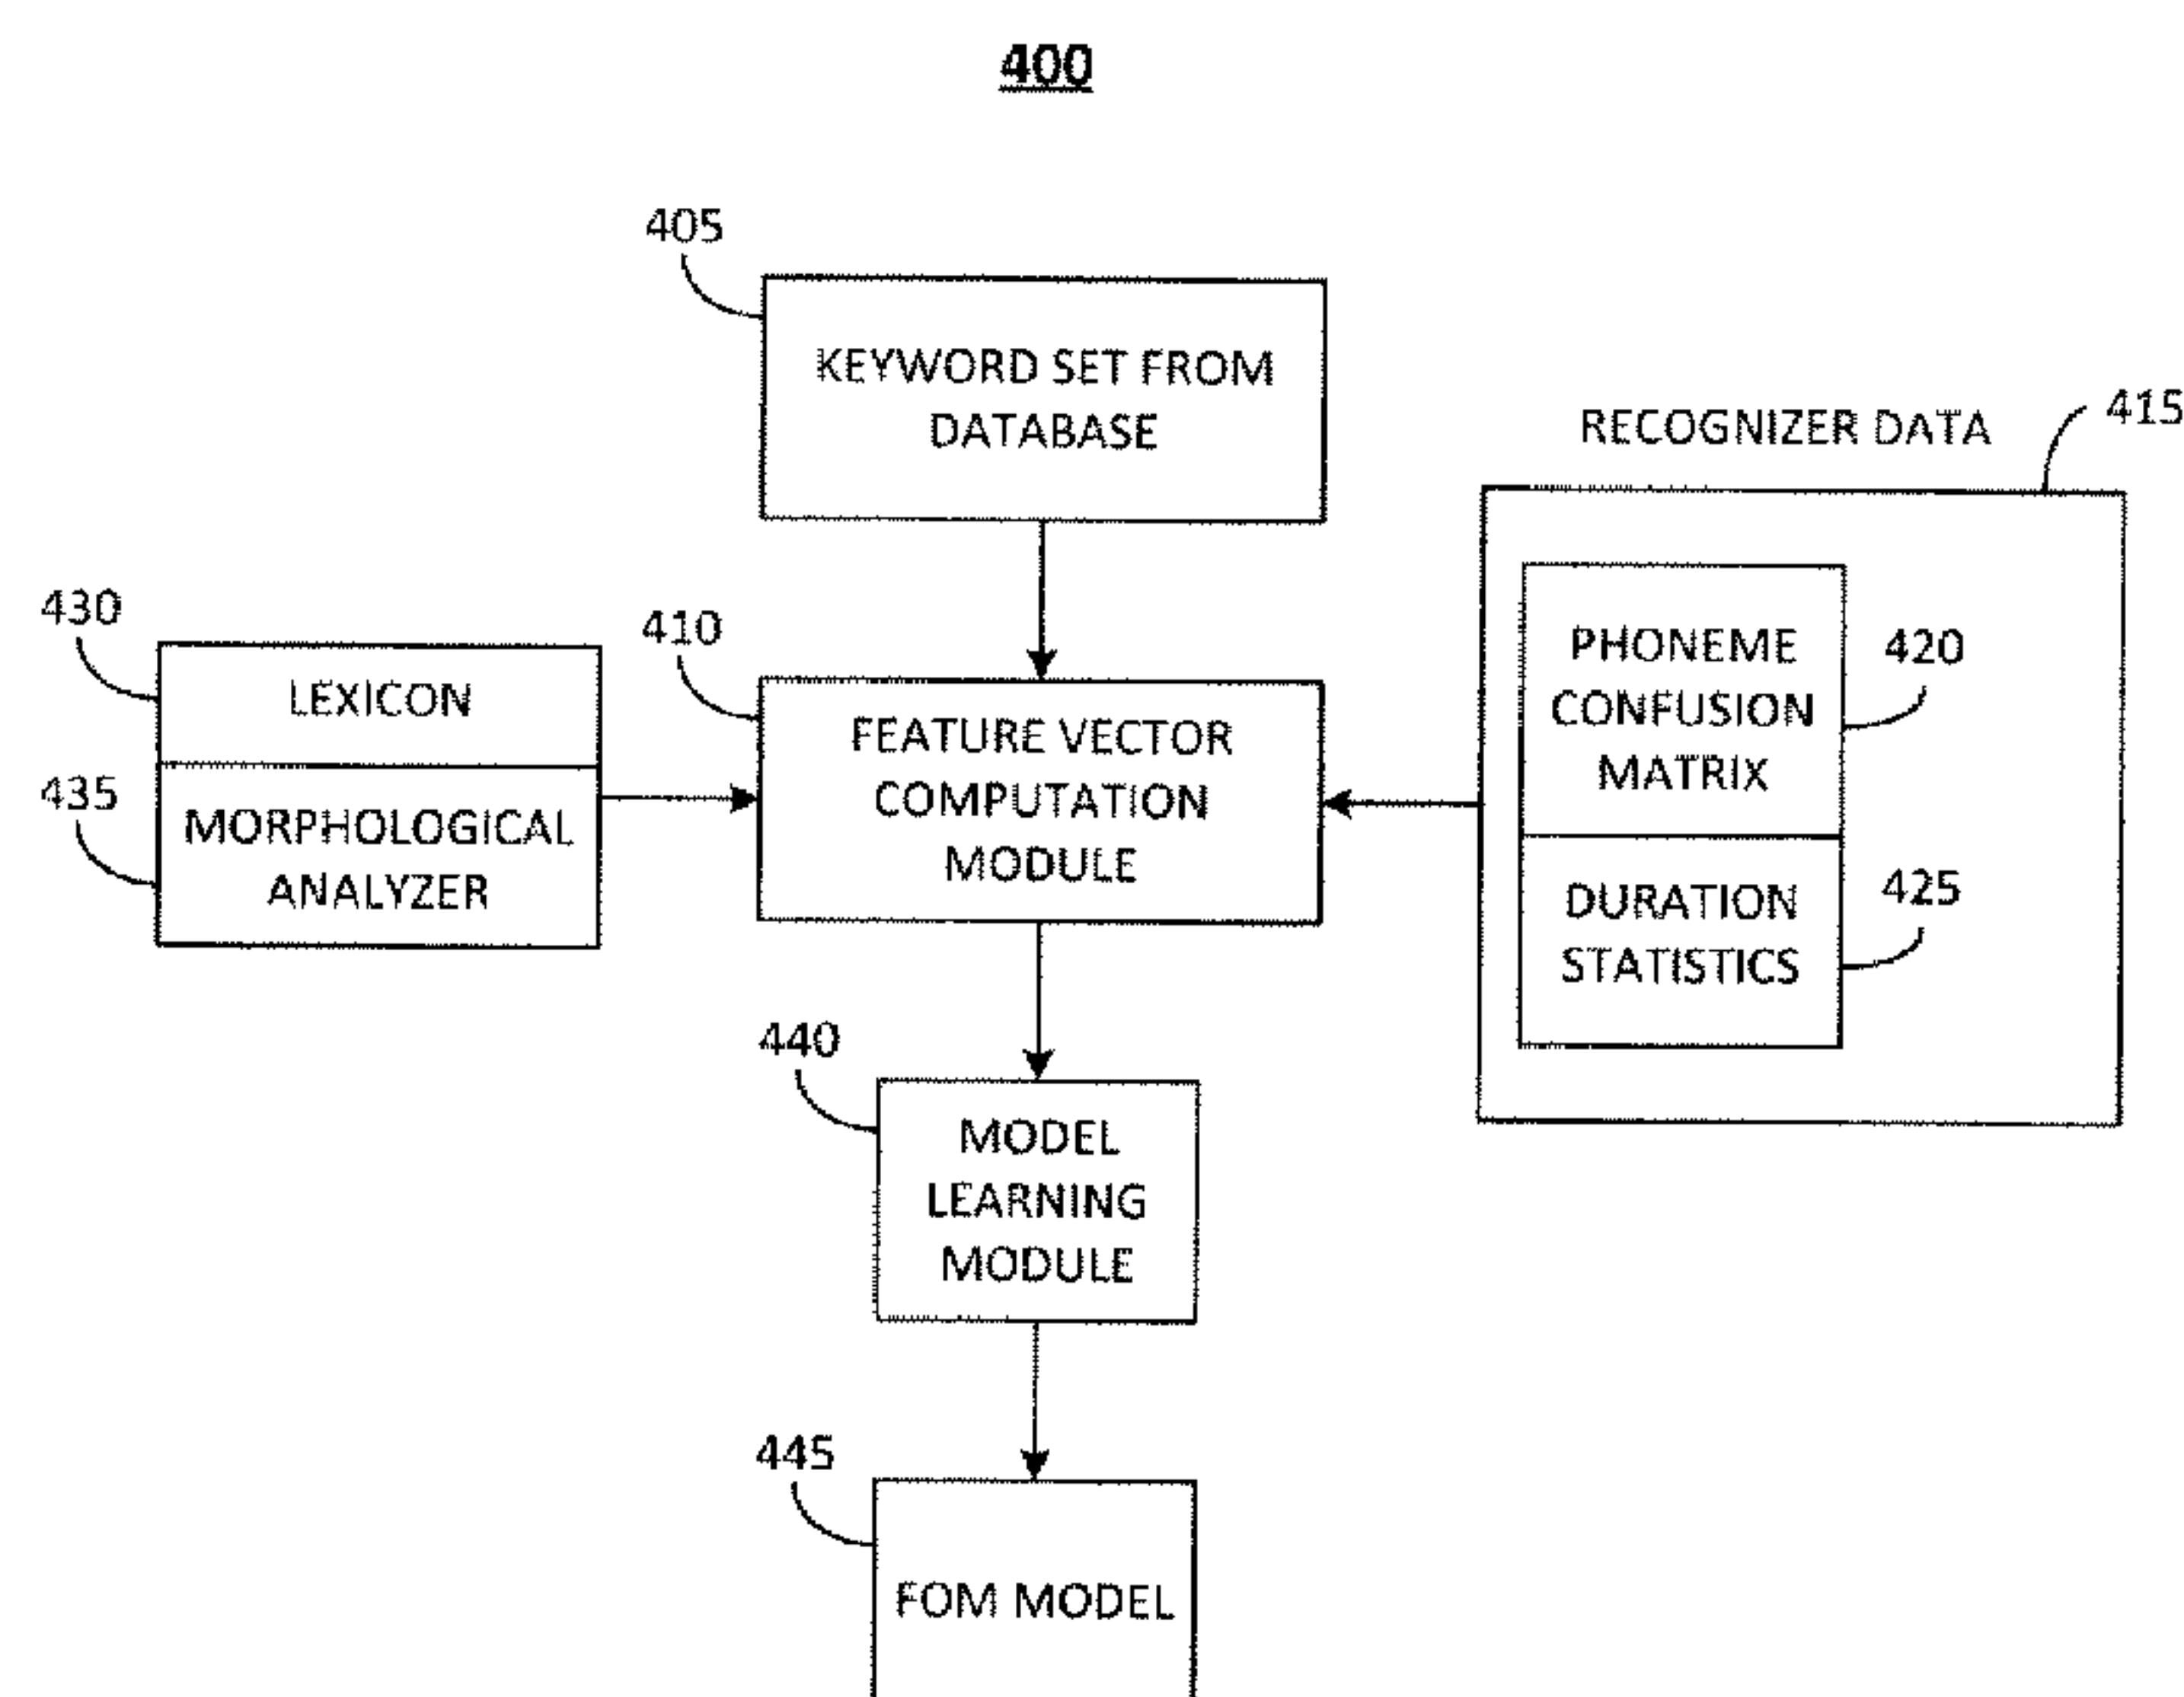 400
405
KEYWORD SET FROM
DATABASE
RECOGNIZER DATA
415
430
LEXICON
435
MORPHOLOGICAL
ANALYZER
410
FEATURE VECTOR
COMPUTATION
MODULE
PHONEME
CONFUSION
MATRIX
420
DURATION
STATISTICS
425
440
MODEL
LEARNING
MODULE
445
FOM MODEL